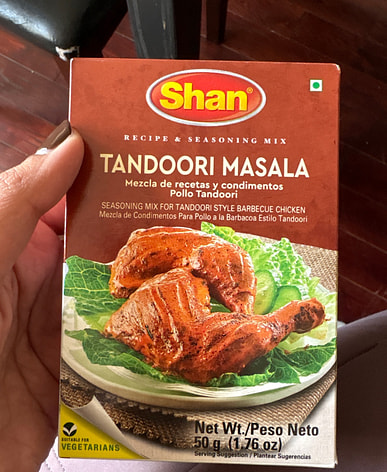 Shan®
RECIPE & SEASONING MIX
TANDOORI MASALA
Mezcla de recetas y condimentos
Pollo Tandoori
SEASONING MIX FOR TANDOORI STYLE BARBECUE CHICKEN
Mezcla de Condimentos Para Pollo a la Barbacoa Estilo Tandoori
SUITABLE FOR
VEGETARIANS
Net Wt./Peso Neto
50 g (1.76 oz)
Serving Suggestion / Plantear Sugerencias